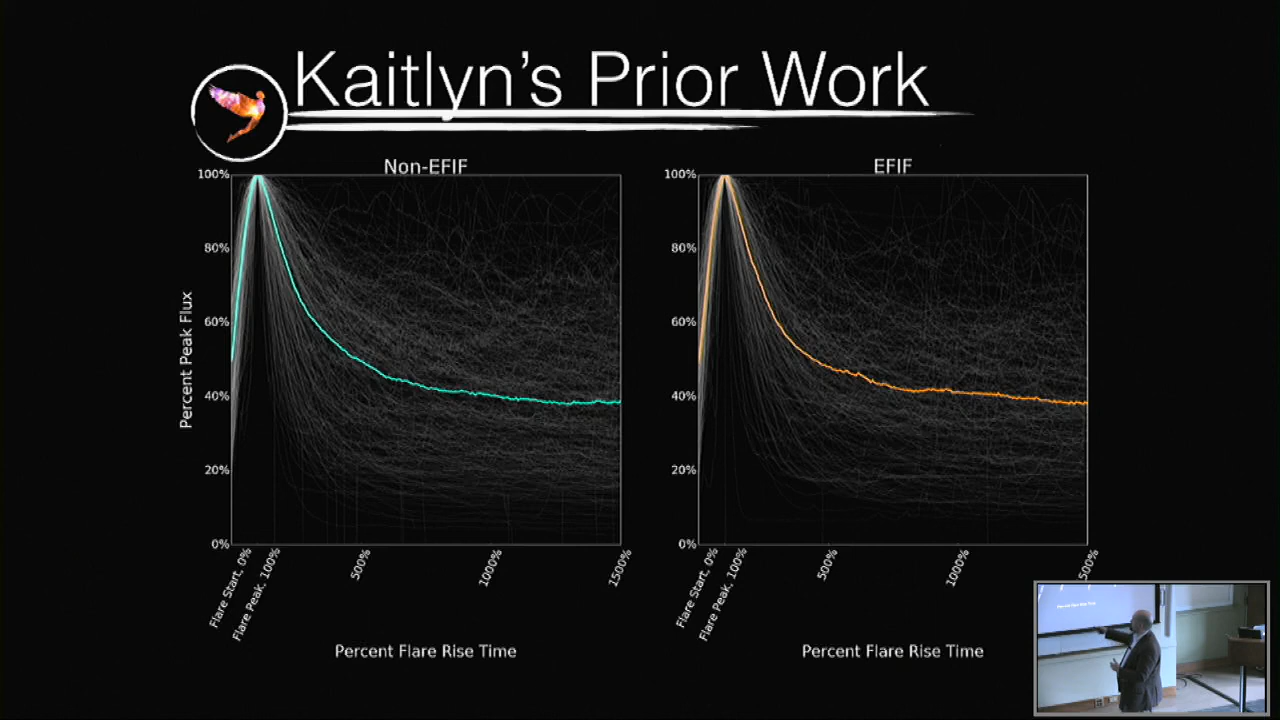 Kaitlyn's Prior Work
Non-EFIF
EFIF
100%
80%
60%
40%
20%
0%
Percent Peak Flux
Flare Start, 0%
Flare Peak, 100%
500%
1000%
1500%
Percent Flare Rise Time
100%
80%
60%
40%
20%
0%
Flare Start, 0%
Flare Peak, 100%
500%
1000%
500%
Percent Flare Rise Time